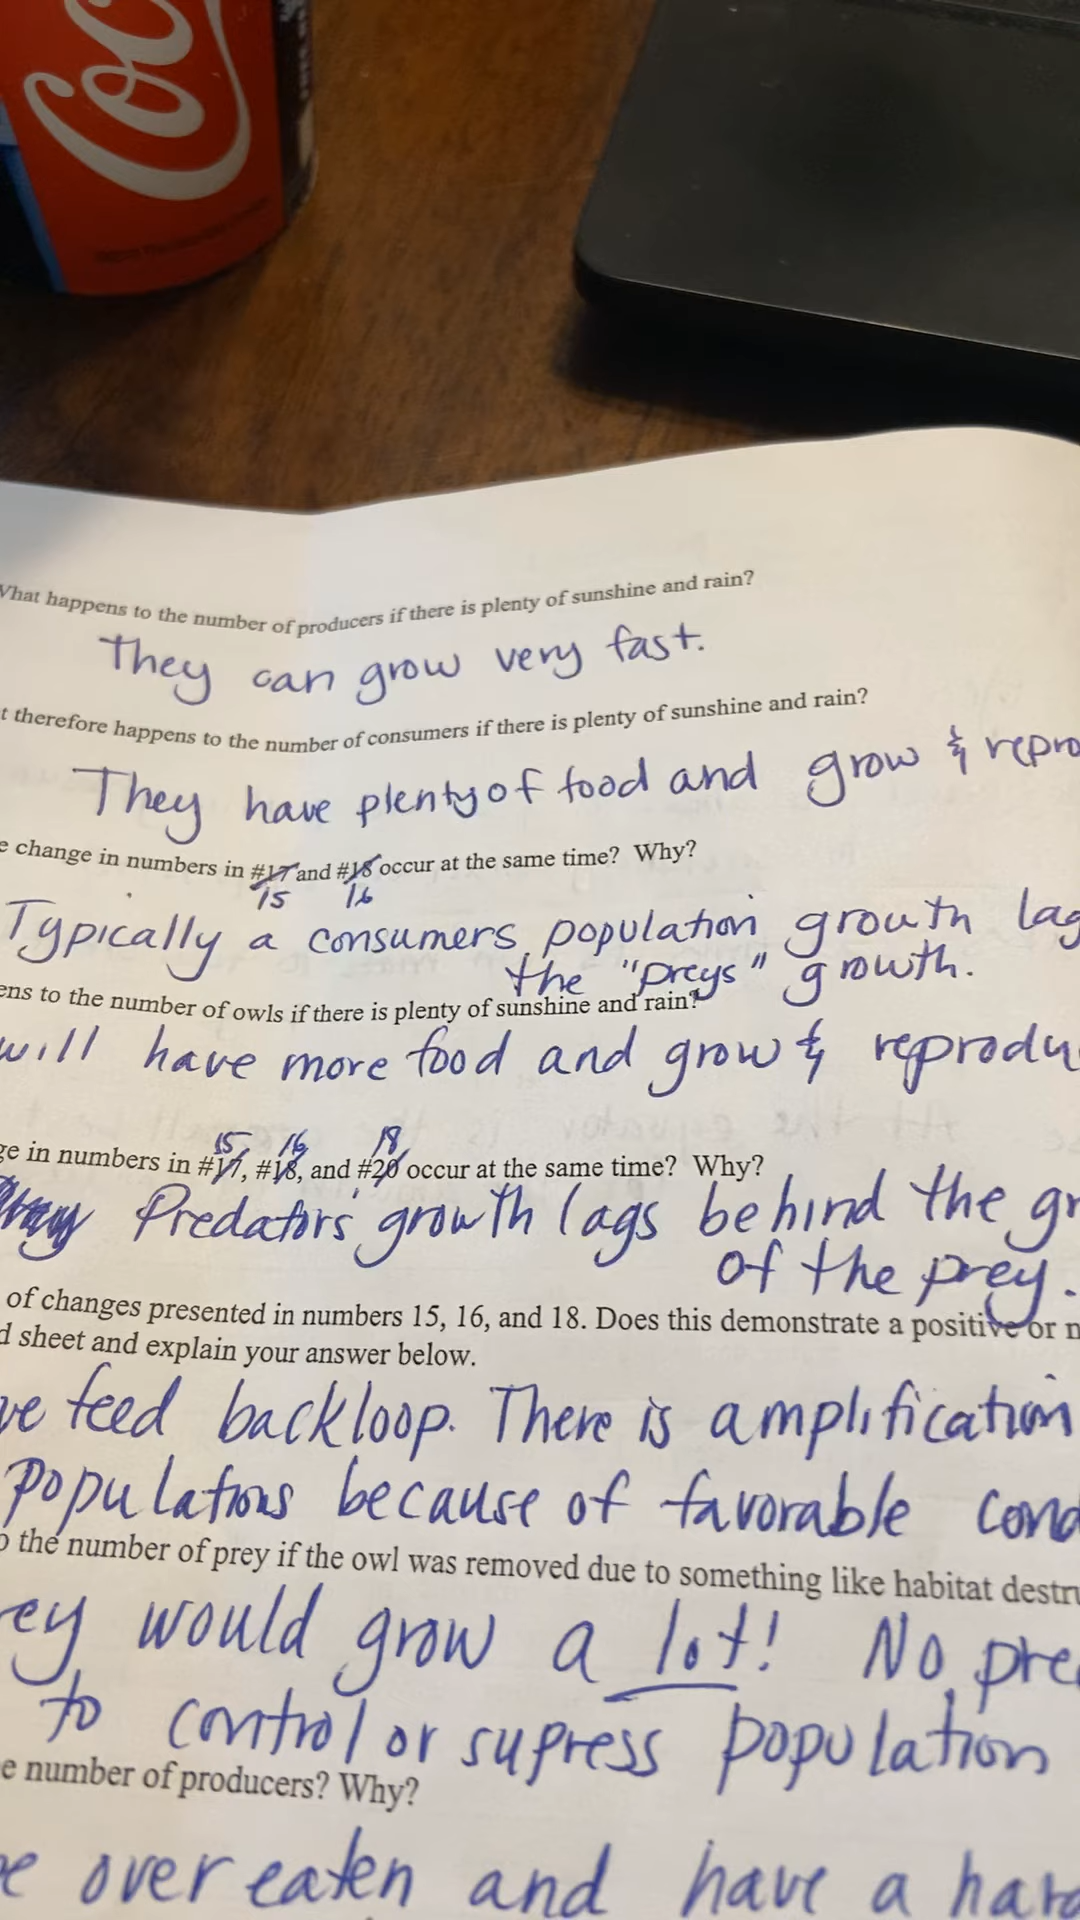 Coc
What happens to the number of producers if there is plenty of sunshine and rain?
They can grow very fast.
t therefore happens to the number of consumers if there is plenty of sunshine and rain?
They have plenty of food and grow & repro
e change in numbers in #17 and #18 occur at the same time? Why?
15 16
Typically a consumers population growth lag
the "preys" growth.
ens to the number of owls if there is plenty of sunshine and rain?
will have more food and grow & reprodu
15 16 18
ge in numbers in #17, #18, and #20 occur at the same time? Why?
Predators growth lags behind the gr
of the prey.
of changes presented in numbers 15, 16, and 18. Does this demonstrate a positive or n
d sheet and explain your answer below.
ve feed back loop. There is amplification
populations because of favorable cond
o the number of prey if the owl was removed due to something like habitat destru
rey would grow a lot! No pre
to control or supress population
e number of producers? Why?
be over eaten and have a hard